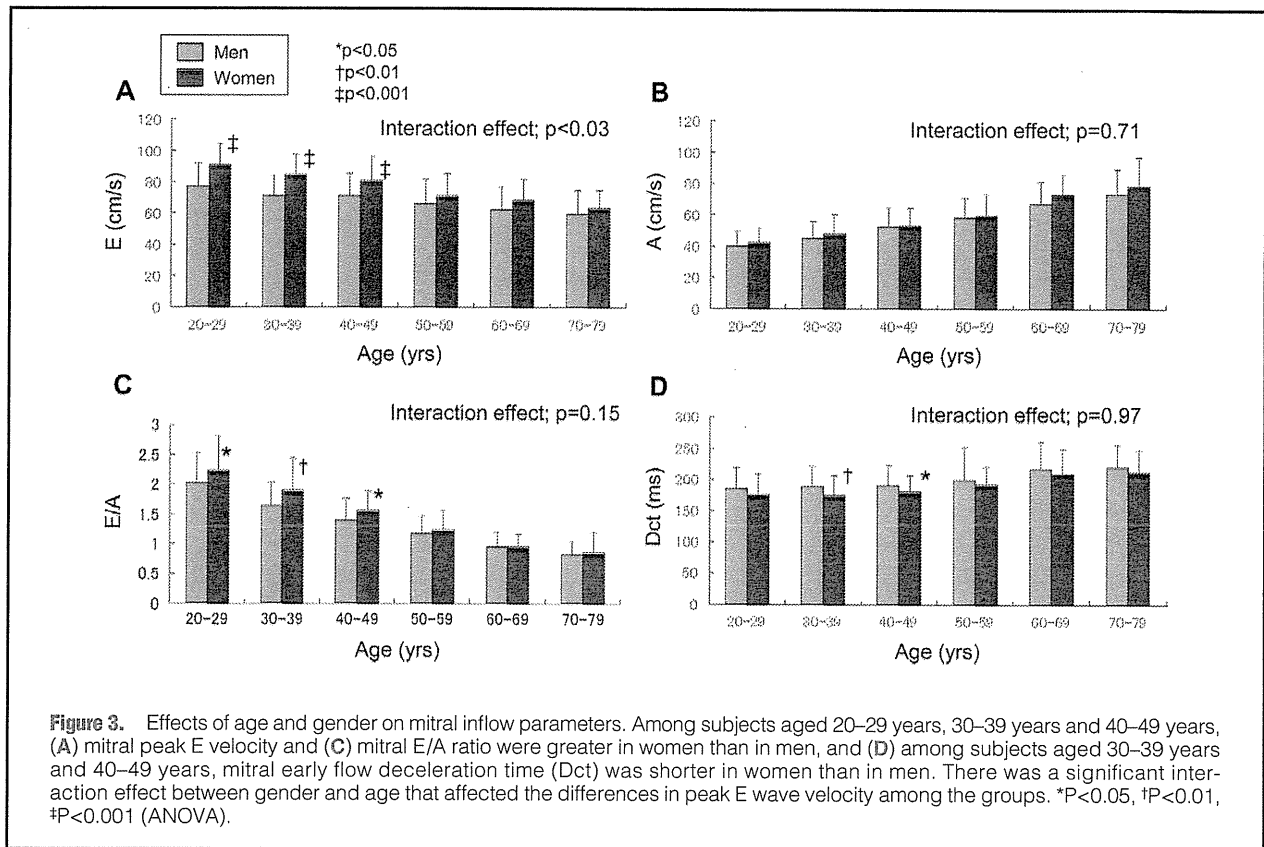 Men
Women
*p<0.05
†p<0.01
‡p<0.001
A
Interaction effect; p<0.03
E (cm/s)
120
100
80
60
40
20
0
‡
‡
‡
20~29
30~39
40~49
50~59
60~69
70~79
Age (yrs)
B
Interaction effect; p=0.71
A (cm/s)
120
100
80
60
40
20
0
20~29
30~39
40~49
50~59
60~69
70~79
Age (yrs)
C
Interaction effect; p=0.15
E/A
3
2.5
2
1.5
1
0.5
0
*
†
*
20~29
30~39
40~49
50~59
60~69
70~79
Age (yrs)
D
Interaction effect; p=0.97
Dct (ms)
300
250
200
150
100
50
0
†
*
20~29
30~39
40~49
50~59
60~69
70~79
Age (yrs)
Figure 3. Effects of age and gender on mitral inflow parameters. Among subjects aged 20–29 years, 30–39 years and 40–49 years,
(A) mitral peak E velocity and (C) mitral E/A ratio were greater in women than in men, and (D) among subjects aged 30–39 years
and 40–49 years, mitral early flow deceleration time (Dct) was shorter in women than in men. There was a significant inter-
action effect between gender and age that affected the differences in peak E wave velocity among the groups. *P<0.05, †P<0.01,
‡P<0.001 (ANOVA).